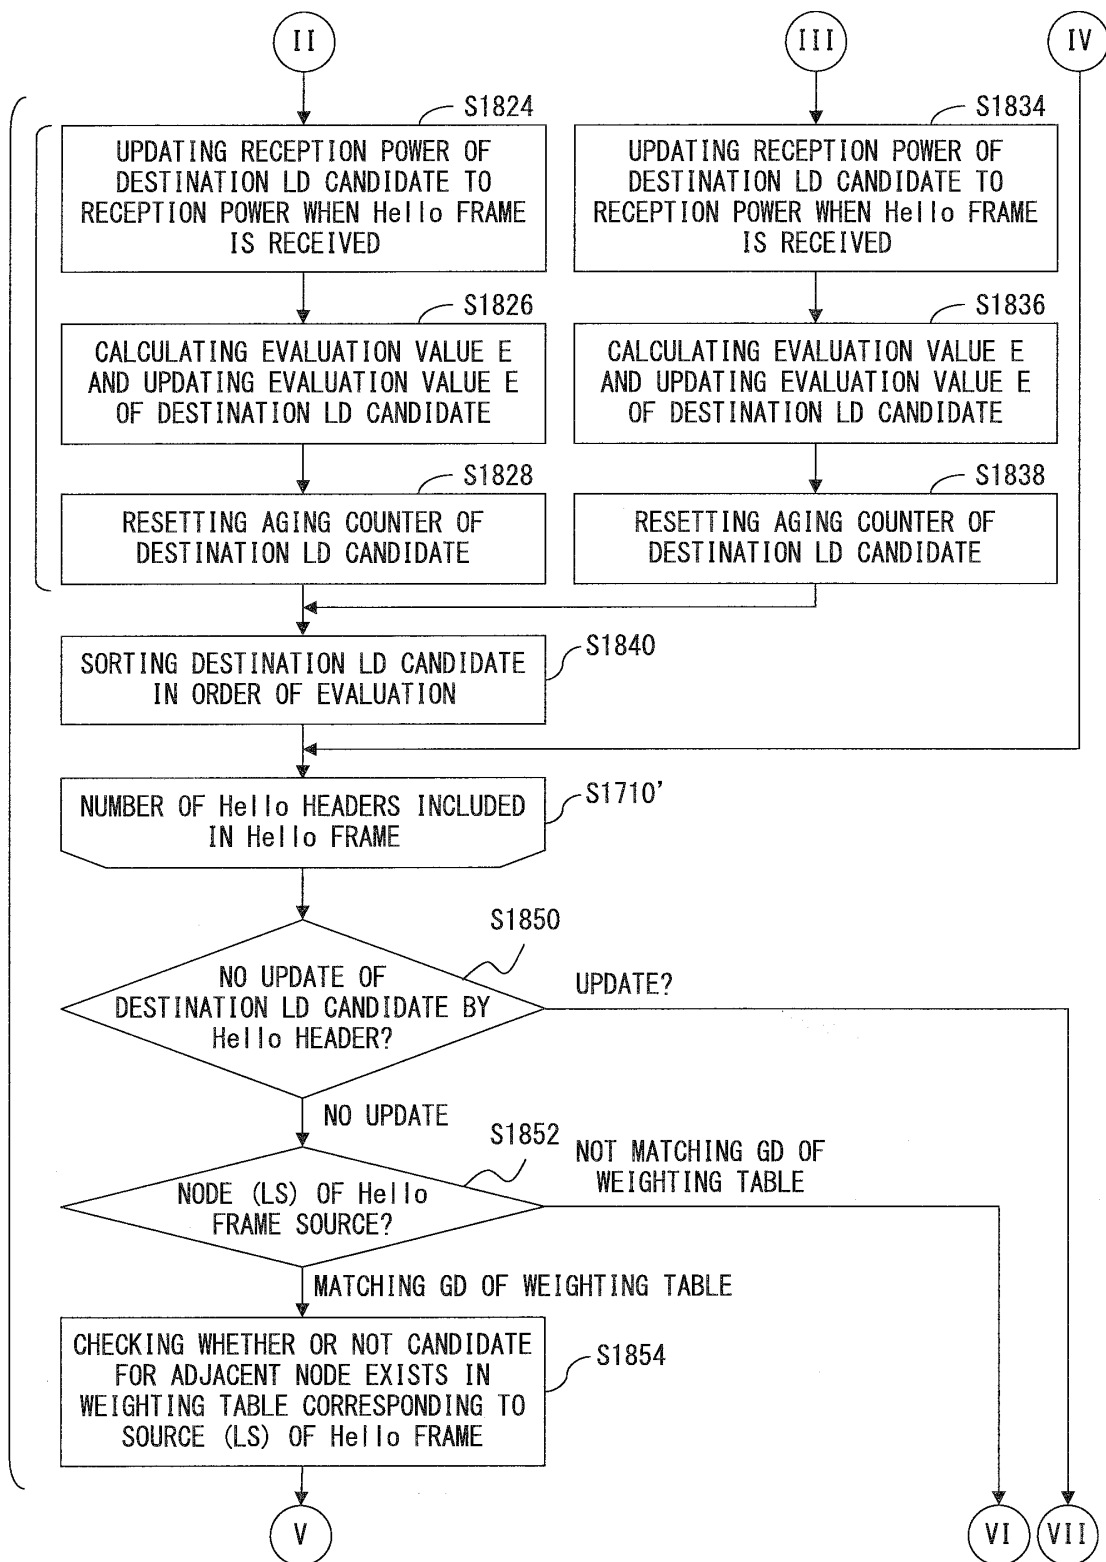 II
III
IV
S1824
UPDATING RECEPTION POWER OF
DESTINATION LD CANDIDATE TO
RECEPTION POWER WHEN Hello FRAME
IS RECEIVED
S1834
UPDATING RECEPTION POWER OF
DESTINATION LD CANDIDATE TO
RECEPTION POWER WHEN Hello FRAME
IS RECEIVED
S1826
CALCULATING EVALUATION VALUE E
AND UPDATING EVALUATION VALUE E
OF DESTINATION LD CANDIDATE
S1836
CALCULATING EVALUATION VALUE E
AND UPDATING EVALUATION VALUE E
OF DESTINATION LD CANDIDATE
S1828
RESETTING AGING COUNTER OF
DESTINATION LD CANDIDATE
S1838
RESETTING AGING COUNTER OF
DESTINATION LD CANDIDATE
S1840
SORTING DESTINATION LD CANDIDATE
IN ORDER OF EVALUATION
S1710'
NUMBER OF Hello HEADERS INCLUDED
IN Hello FRAME
S1850
NO UPDATE OF
DESTINATION LD CANDIDATE BY
Hello HEADER?
UPDATE?
NO UPDATE
S1852
NODE (LS) OF Hello
FRAME SOURCE?
NOT MATCHING GD OF
WEIGHTING TABLE
MATCHING GD OF WEIGHTING TABLE
CHECKING WHETHER OR NOT CANDIDATE
FOR ADJACENT NODE EXISTS IN
WEIGHTING TABLE CORRESPONDING TO
SOURCE (LS) OF Hello FRAME
S1854
V
VI
VII